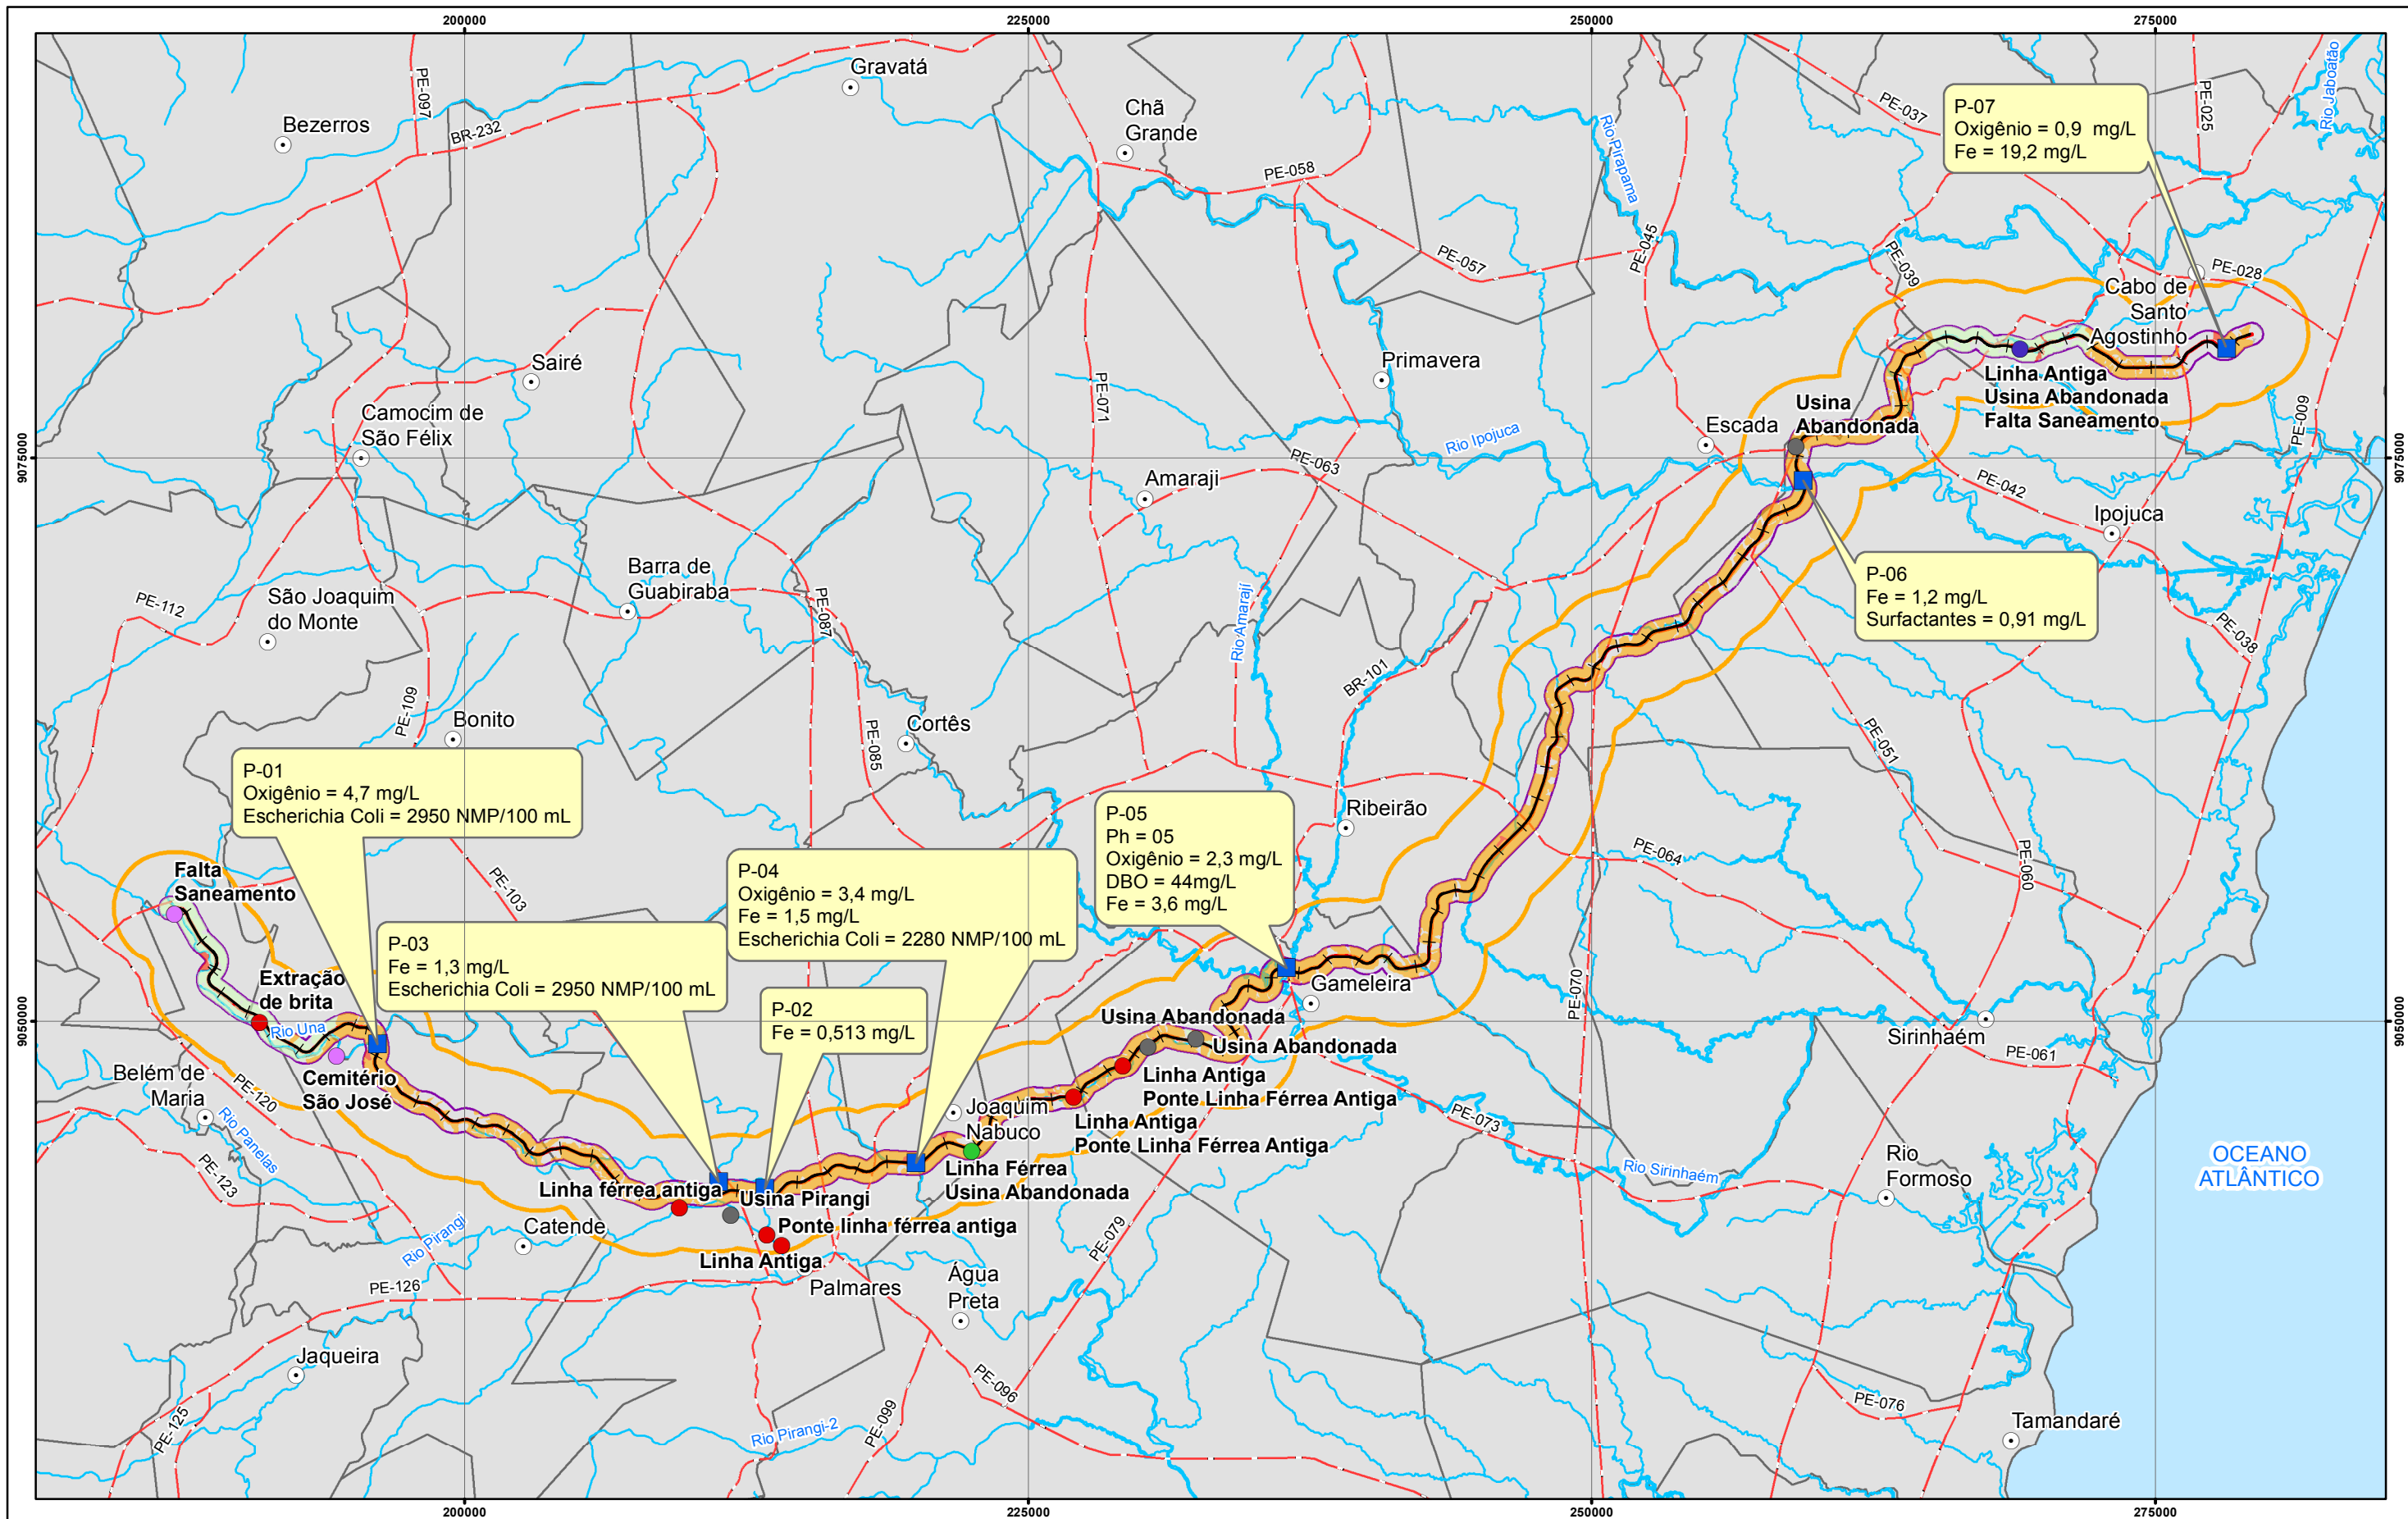 200000
225000
250000
275000
Gravatá
Bezerros
PE-097
BR-232
Chã
Grande
PE-058
Rio Pirapama
PE-037
PE-025
Rio Jaboatão
P-07
Oxigênio = 0,9 mg/L
Fe = 19,2 mg/L
PE-045
PE-057
PE-039
PE-028
Cabo de
Santo
Agostinho
Sairé
Camocim de
São Félix
PE-071
Primavera
Linha Antiga
Usina Abandonada
Falta Saneamento
PE-009
Usina
Abandonada
Escada
Rio Ipojuca
PE-063
9075000
9075000
Amaraji
PE-042
Ipojuca
Barra de
Guabiraba
PE-112
São Joaquim
do Monte
PE-087
Rio Amaraji
P-06
Fe = 1,2 mg/L
Surfactantes = 0,91 mg/L
PE-038
BR-101
PE-109
Bonito
Cortês
PE-085
PE-051
P-01
Oxigênio = 4,7 mg/L
Escherichia Coli = 2950 NMP/100 mL
P-05
Ph = 05
Oxigênio = 2,3 mg/L
DBO = 44mg/L
Fe = 3,6 mg/L
Ribeirão
PE-064
PE-060
Falta
Saneamento
PE-103
P-04
Oxigênio = 3,4 mg/L
Fe = 1,5 mg/L
Escherichia Coli = 2280 NMP/100 mL
P-03
Fe = 1,3 mg/L
Escherichia Coli = 2950 NMP/100 mL
Extração
de brita
Rio Una
P-02
Fe = 0,513 mg/L
Gameleira
PE-070
9050000
9050000
Usina Abandonada
Usina Abandonada
Sirinhaém
PE-061
Cemitério
São José
Belém de
Maria
PE-120
Rio Panelas
PE-123
Linha Antiga
Ponte Linha Férrea Antiga
Joaquim
Nabuco
Linha Antiga
Ponte Linha Férrea Antiga
PE-073
Rio Sirinhaém
Rio
Formoso
OCEANO
ATLÂNTICO
Linha Férrea
Usina Abandonada
Linha férrea antiga
Usina Pirangi
Ponte linha férrea antiga
Linha Antiga
Rio Pirangi
Catende
PE-079
PE-126
Palmares
Água
Preta
Jaqueira
PE-096
PE-125
Rio Pirangi-2
PE-099
PE-076
Tamandaré
200000
225000
250000
275000